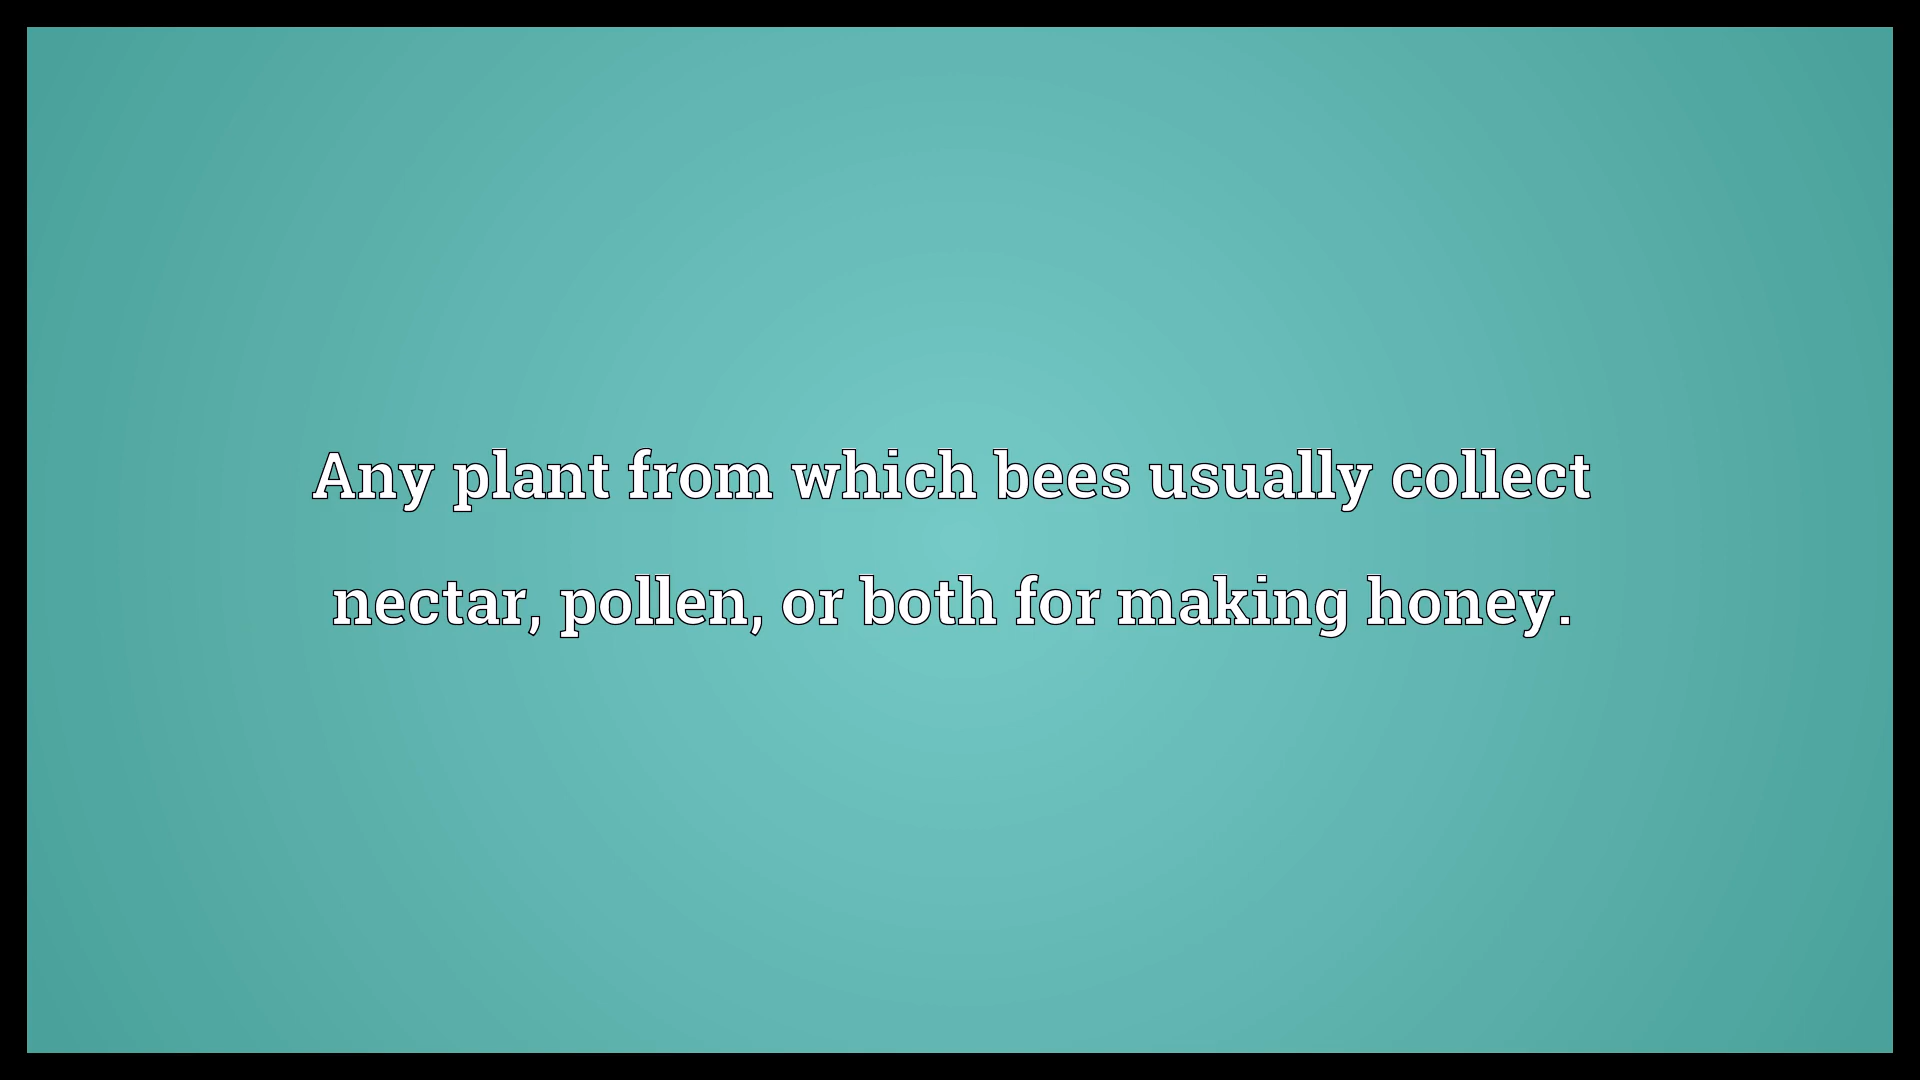 Any plant from which bees usually collect
nectar, pollen, or both for making honey.